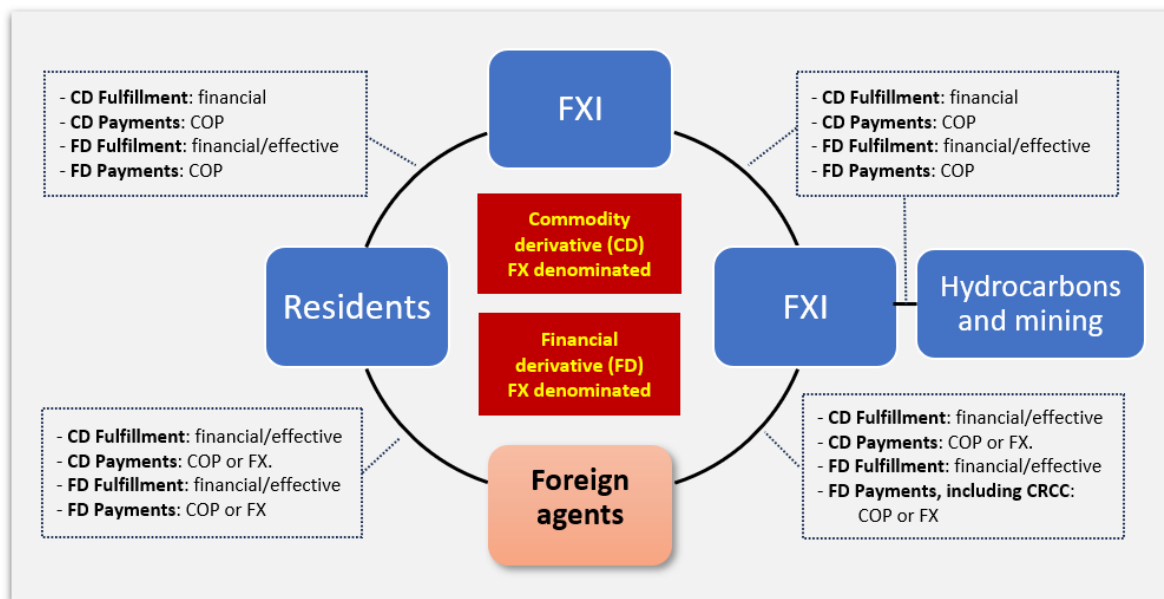 - CD Fulfillment: financial
- CD Payments: COP
- FD Fulfilment: financial/effective
- FD Payments: COP
FXI
- CD Fulfillment: financial
- CD Payments: COP
- FD Fulfilment: financial/effective
- FD Payments: COP
Commodity
derivative (CD)
FX denominated
Residents
FXI
Hydrocarbons
and mining
Financial
derivative (FD)
FX denominated
- CD Fulfillment: financial/effective
- CD Payments: COP or FX.
- FD Fulfillment: financial/effective
- FD Payments: COP or FX
Foreign
agents
- CD Fulfillment: financial/effective
- CD Payments: COP or FX.
- FD Fulfillment: financial/effective
- FD Payments, including CRCC:
COP or FX